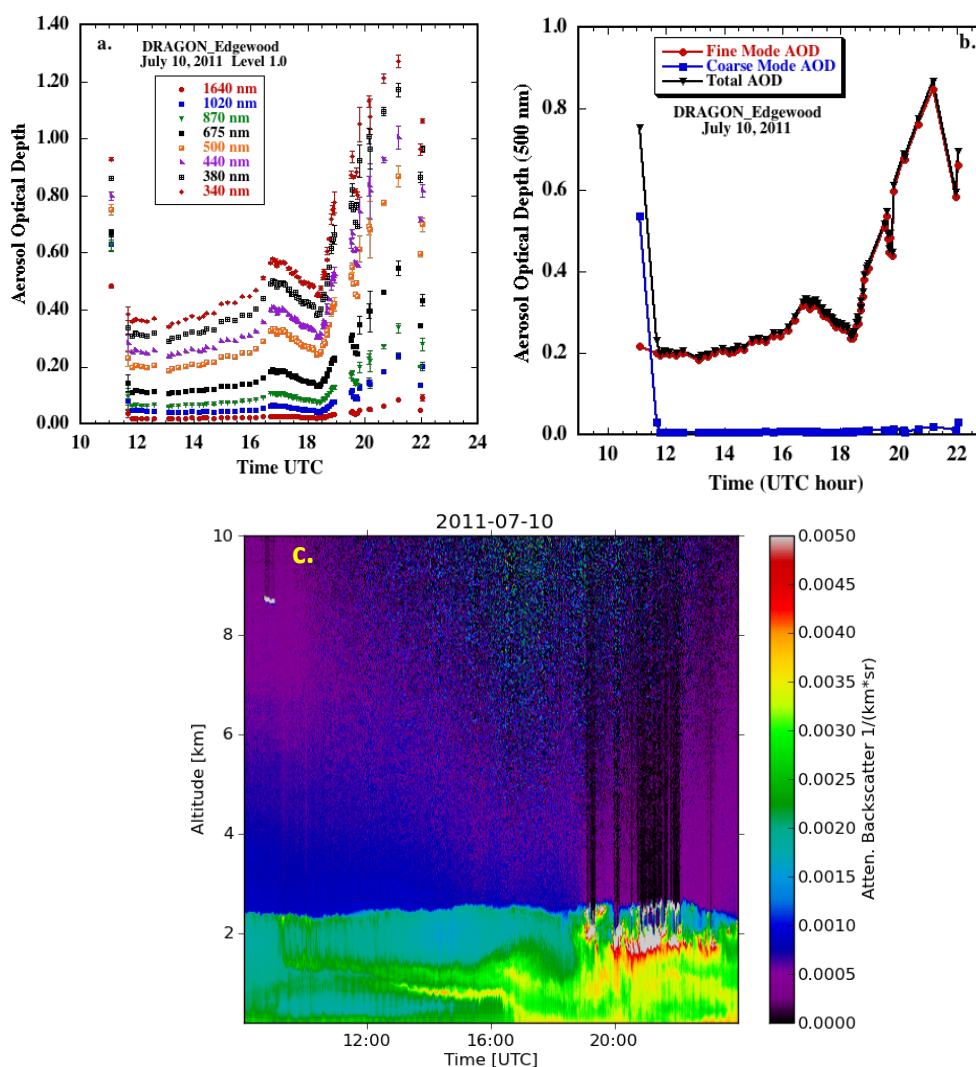 a.
DRAGON_Edgewood
July 10, 2011 Level 1.0
1640 nm
1020 nm
870 nm
675 nm
500 nm
440 nm
380 nm
340 nm
Aerosol Optical Depth
1.40
1.20
1.00
0.80
0.60
0.40
0.20
0.00
10 12 14 16 18 20 22 24
Time UTC
b.
Fine Mode AOD
Coarse Mode AOD
Total AOD
DRAGON_Edgewood
July 10, 2011
Aerosol Optical Depth (500 nm)
1.0
0.8
0.6
0.4
0.2
0.0
10 12 14 16 18 20 22
Time (UTC hour)
2011-07-10
c.
Altitude [km]
10
8
6
4
2
12:00 16:00 20:00
Time [UTC]
0.0050
0.0045
0.0040
0.0035
0.0030
0.0025
0.0020
0.0015
0.0010
0.0005
0.0000
Atten. Backscatter 1/(km*sr)